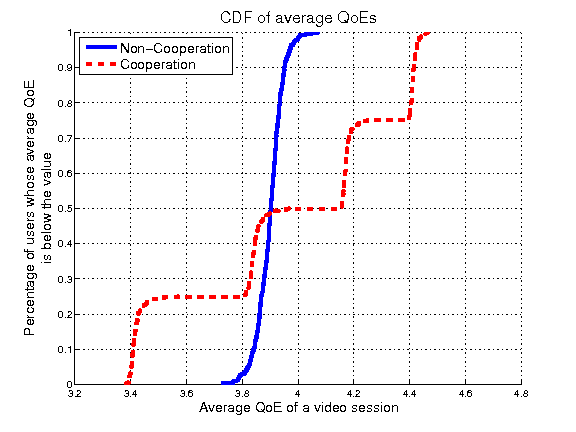 CDF of average QoEs
Non-Cooperation
Cooperation
Percentage of users whose average QoE
is below the value
1
0.9
0.8
0.7
0.6
0.5
0.4
0.3
0.2
0.1
0
3.2 3.4 3.6 3.8 4 4.2 4.4 4.6 4.8
Average QoE of a video session